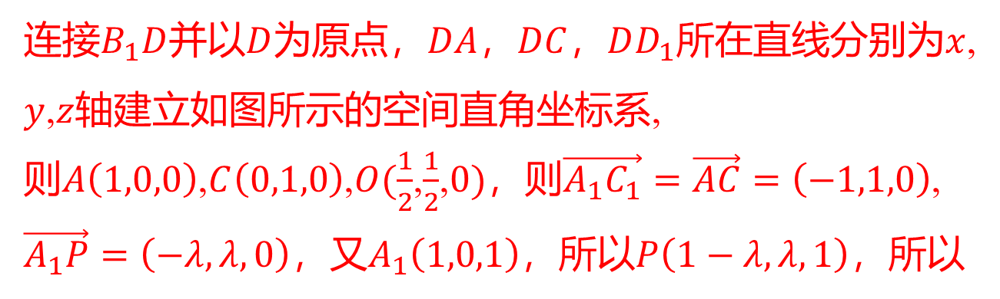 连接$B_1D$并以$D$为原点，$DA$，$DC$，$DD_1$所在直线分别为$x$,
$y$,$z$轴建立如图所示的空间直角坐标系,
则$A(1,0,0)$,$C(0,1,0)$,$O(\frac{1}{2},\frac{1}{2},0)$，则$\overrightarrow{A_1C_1}=\overrightarrow{AC}=(-1,1,0)$,
$\overrightarrow{A_1P}=(-\lambda,\lambda,0)$，又$A_1(1,0,1)$，所以$P(1-\lambda,\lambda,1)$，所以